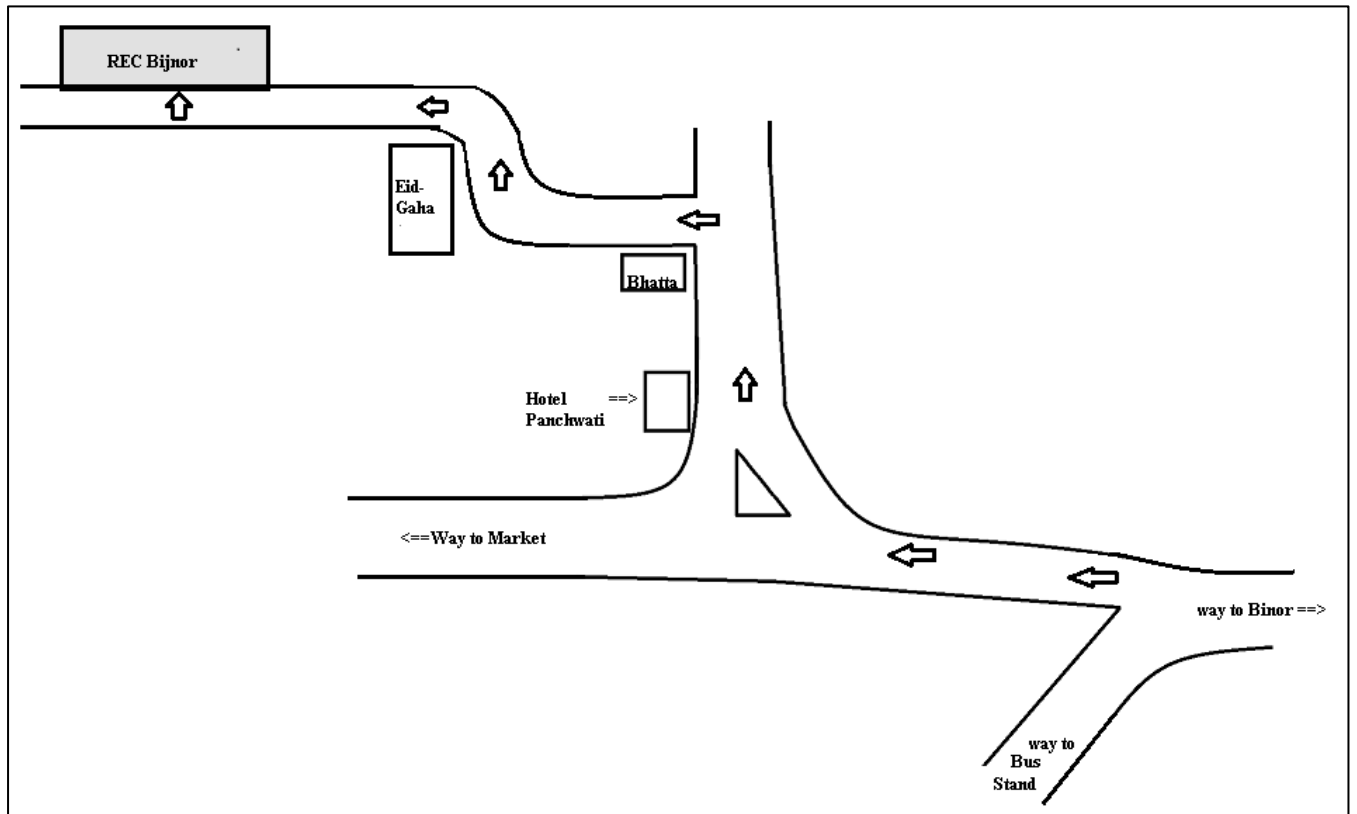 REC Bijnor
Eid-
Gaha
Bhatta
Hotel ==>
Panchwati
<==Way to Market
way to Binor ==>
way to
Bus
Stand